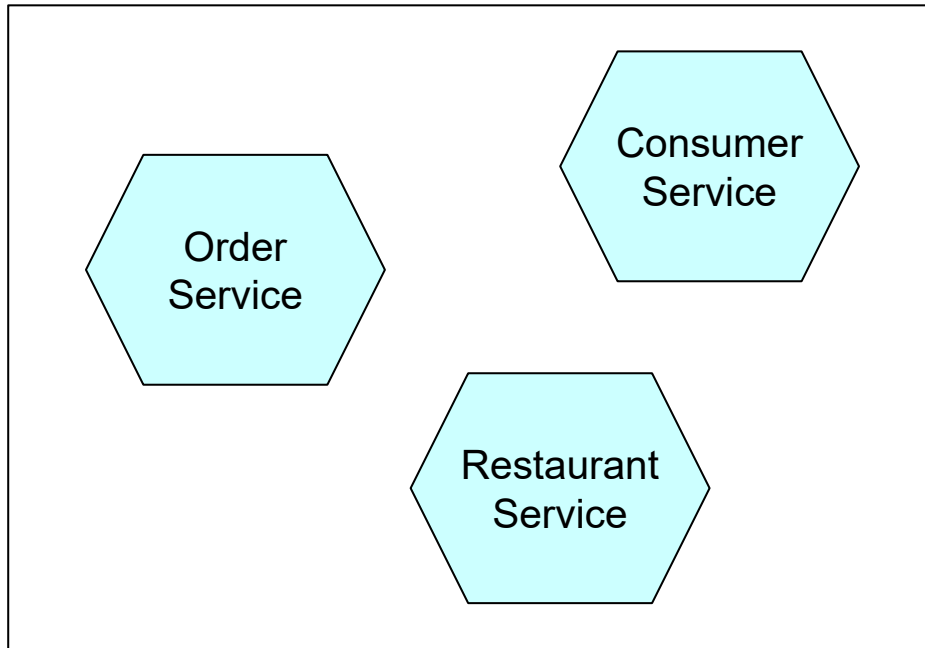 Consumer
Service
Order
Service
Restaurant
Service